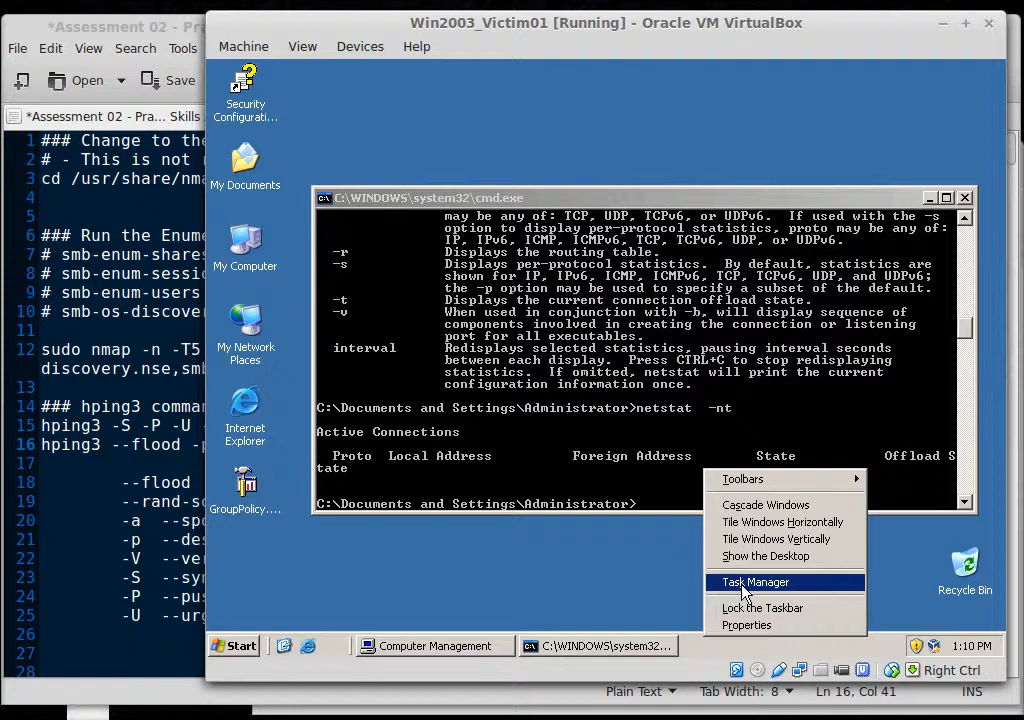 *Assessment 02 - Pra
Win2003_Victim01 [Running] - Oracle VM VirtualBox
File Edit View Search Tools
Machine View Devices Help
Open Save
*Assessment 02 - Pra... Skills
1 ### Change to the
2 # - This is not
3 cd /usr/share/nma
4
5
6 ### Run the Enume
7 # smb-enum-shares
8 # smb-enum-sessio
9 # smb-enum-users
10 # smb-os-discover
11
12 sudo nmap -n -T5
discovery.nse,smb
13
14 ### hping3 comman
15 hping3 -S -P -U -
16 hping3 --flood -p
17
18 --flood
19 --rand-so
20 -a --spo
21 -p --des
22 -V --ver
23 -S --syn
24 -P --pus
25 -U --urg
26
27
28
Security
Configurati...
My Documents
My Computer
My Network
Places
Internet
Explorer
GroupPolicy....
C:\WINDOWS\system32\cmd.exe
may be any of: TCP, UDP, TCPv6, or UDPv6. If used with the -s
option to display per-protocol statistics, proto may be any of:
IP, IPv6, ICMP, ICMPv6, TCP, TCPv6, UDP, or UDPv6.
-r Displays the routing table.
-s Displays per-protocol statistics. By default, statistics are
shown for IP, IPv6, ICMP, ICMPv6, TCP, TCPv6, UDP, and UDPv6;
the -p option may be used to specify a subset of the default.
-t Displays the current connection offload state.
-v When used in conjunction with -b, will display sequence of
components involved in creating the connection or listening
port for all executables.
interval Redisplays selected statistics, pausing interval seconds
between each display. Press CTRL+C to stop redisplaying
statistics. If omitted, netstat will print the current
configuration information once.
C:\Documents and Settings\Administrator>netstat -nt
Active Connections
Proto Local Address Foreign Address State Offload S
tate
C:\Documents and Settings\Administrator>
Toolbars
Cascade Windows
Tile Windows Horizontally
Tile Windows Vertically
Show the Desktop
Task Manager
Lock the Taskbar
Properties
Recycle Bin
Start
Computer Management
C:\WINDOWS\system32...
1:10 PM
Right Ctrl
Plain Text Tab Width: 8 Ln 16, Col 41 INS